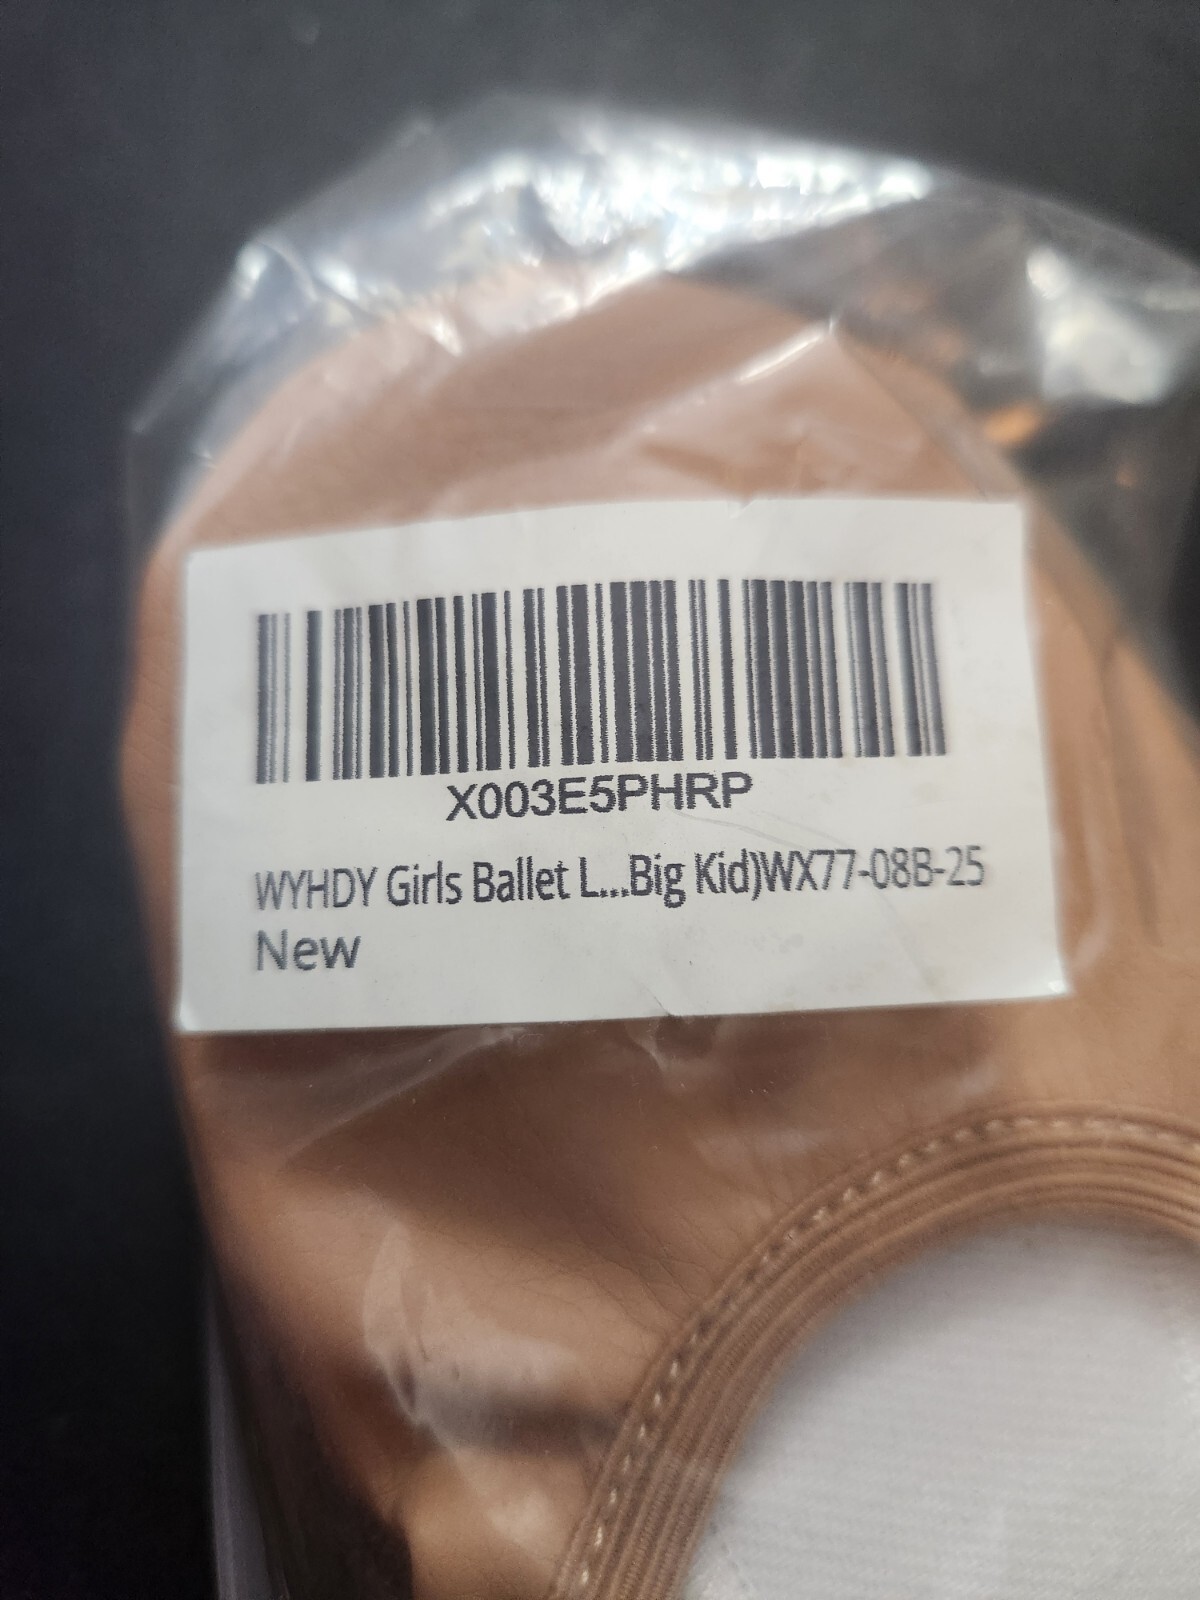 X003E5PHRP
WYHDY Girls Ballet L...Big Kid)WX77-08B-25
New